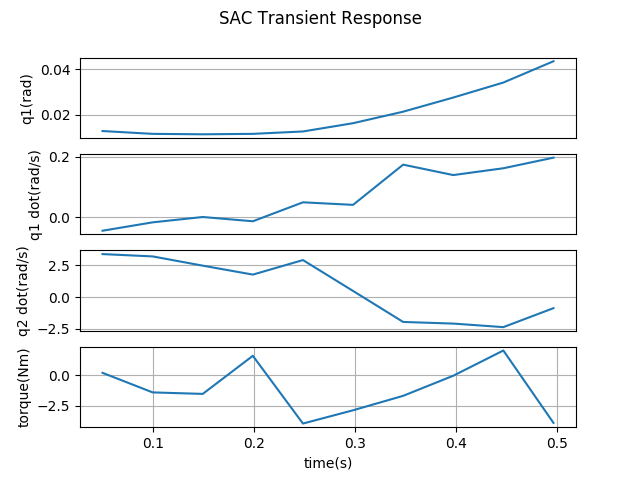 SAC Transient Response
0.04
0.02
q1(rad)
0.2
0.0
q1 dot(rad/s)
2.5
0.0
−2.5
q2 dot(rad/s)
0.0
−2.5
torque(Nm)
0.1 0.2 0.3 0.4 0.5
time(s)